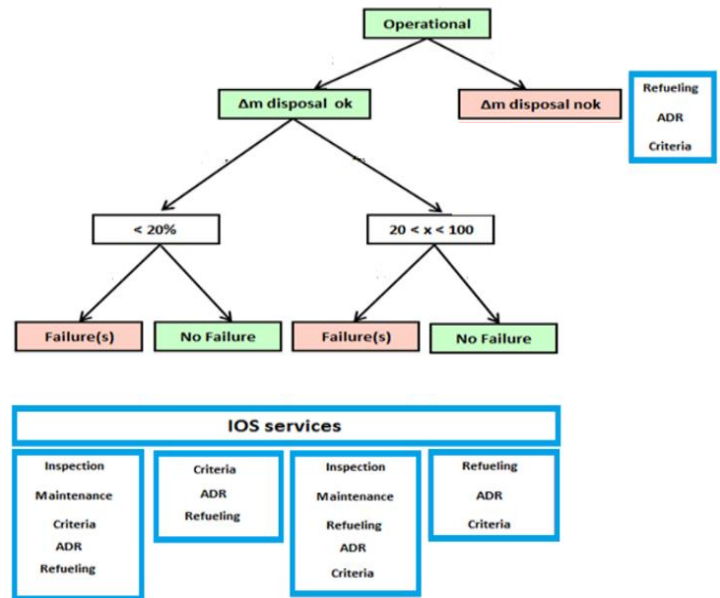 Operational
Δm disposal ok
Δm disposal nok
Refueling
ADR
Criteria
< 20%
20 < x < 100
Failure(s)
No Failure
Failure(s)
No Failure
IOS services
Inspection
Maintenance
Criteria
ADR
Refueling
Criteria
ADR
Refueling
Inspection
Maintenance
Refueling
ADR
Criteria
Refueling
ADR
Criteria